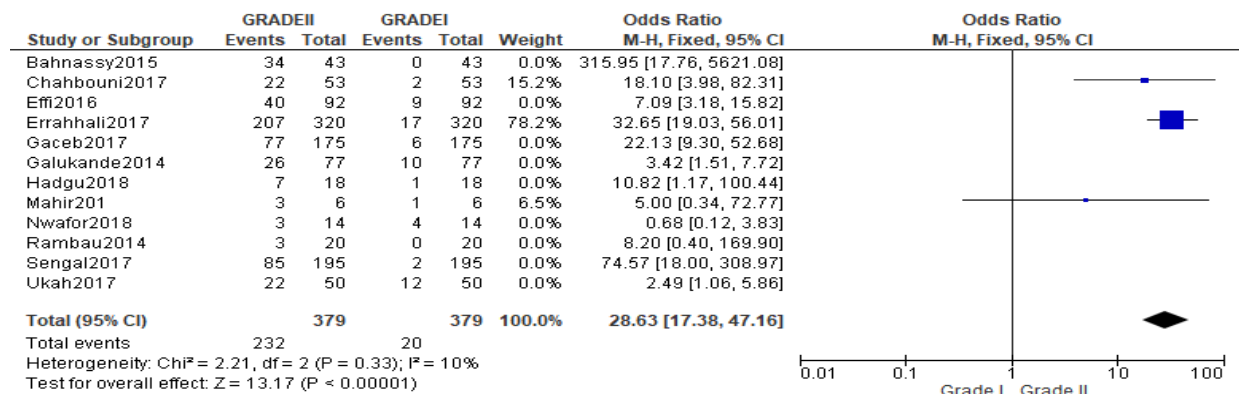 GRADEII GRADEI Odds Ratio Odds Ratio
Study or Subgroup Events Total Events Total Weight M-H, Fixed, 95% CI M-H, Fixed, 95% CI
Bahnassy2015 34 43 0 43 0.0% 315.95 [17.76, 5621.08]
Chahbouni2017 22 53 2 53 15.2% 18.10 [3.98, 82.31]
Effi2016 40 92 9 92 0.0% 7.09 [3.18, 15.82]
Errahhali2017 207 320 17 320 78.2% 32.65 [19.03, 56.01]
Gaceb2017 77 175 6 175 0.0% 22.13 [9.30, 52.68]
Galukande2014 26 77 10 77 0.0% 3.42 [1.51, 7.72]
Hadgu2018 7 18 1 18 0.0% 10.82 [1.17, 100.44]
Mahir201 3 6 1 6 6.5% 5.00 [0.34, 72.77]
Nwafor2018 3 14 4 14 0.0% 0.68 [0.12, 3.83]
Rambau2014 3 20 0 20 0.0% 8.20 [0.40, 169.90]
Sengal2017 85 195 2 195 0.0% 74.57 [18.00, 308.97]
Ukah2017 22 50 12 50 0.0% 2.49 [1.06, 5.86]
Total (95% CI) 379 379 100.0% 28.63 [17.38, 47.16]
Total events 232 20
Heterogeneity: Chi² = 2.21, df = 2 (P = 0.33); I² = 10%
Test for overall effect: Z = 13.17 (P < 0.00001)
0.01 0.1 1 10 100
Grade I Grade II